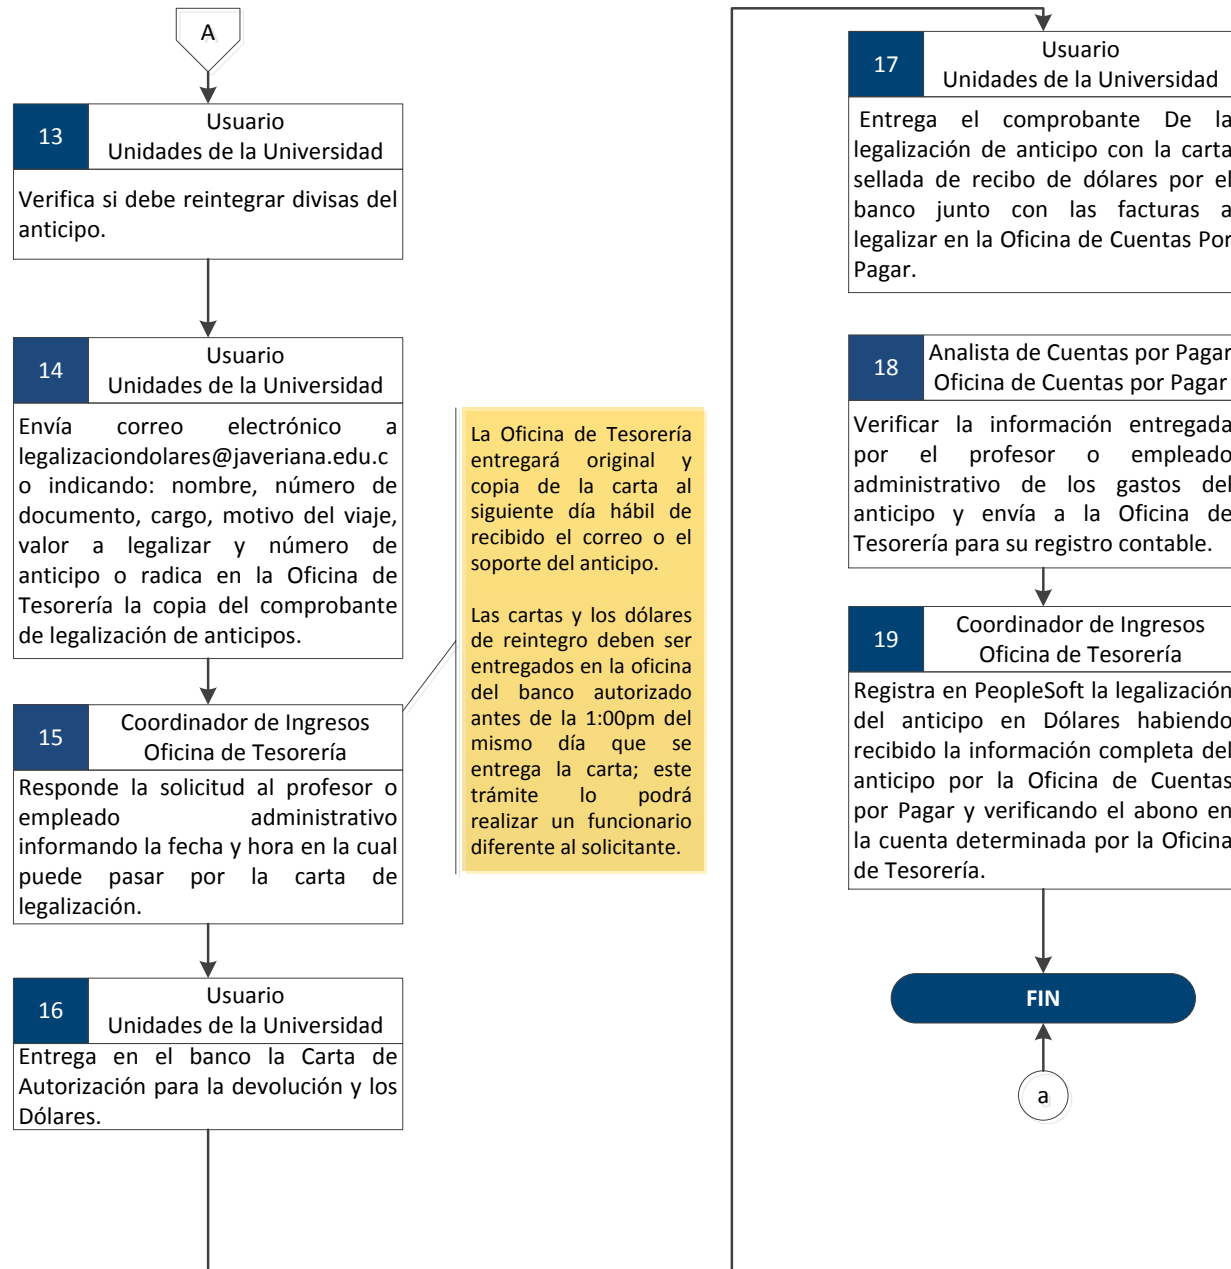 A
13
Usuario
Unidades de la Universidad
Verifica si debe reintegrar divisas del
anticipo.
14
Usuario
Unidades de la Universidad
Envía correo electrónico a
legalizaciondolares@javeriana.edu.c
o indicando: nombre, número de
documento, cargo, motivo del viaje,
valor a legalizar y número de
anticipo o radica en la Oficina de
Tesorería la copia del comprobante
de legalización de anticipos.
15
Coordinador de Ingresos
Oficina de Tesorería
Responde la solicitud al profesor o
empleado administrativo
informando la fecha y hora en la cual
puede pasar por la carta de
legalización.
16
Usuario
Unidades de la Universidad
Entrega en el banco la Carta de
Autorización para la devolución y los
Dólares.
La Oficina de Tesorería
entregará original y
copia de la carta al
siguiente día hábil de
recibido el correo o el
soporte del anticipo.
Las cartas y los dólares
de reintegro deben ser
entregados en la oficina
del banco autorizado
antes de la 1:00pm del
mismo día que se
entrega la carta; este
trámite lo podrá
realizar un funcionario
diferente al solicitante.
17
Usuario
Unidades de la Universidad
Entrega el comprobante De la
legalización de anticipo con la carta
sellada de recibo de dólares por el
banco junto con las facturas a
legalizar en la Oficina de Cuentas Por
Pagar.
18
Analista de Cuentas por Pagar
Oficina de Cuentas por Pagar
Verificar la información entregada
por el profesor o empleado
administrativo de los gastos del
anticipo y envía a la Oficina de
Tesorería para su registro contable.
19
Coordinador de Ingresos
Oficina de Tesorería
Registra en PeopleSoft la legalización
del anticipo en Dólares habiendo
recibido la información completa del
anticipo por la Oficina de Cuentas
por Pagar y verificando el abono en
la cuenta determinada por la Oficina
de Tesorería.
FIN
a